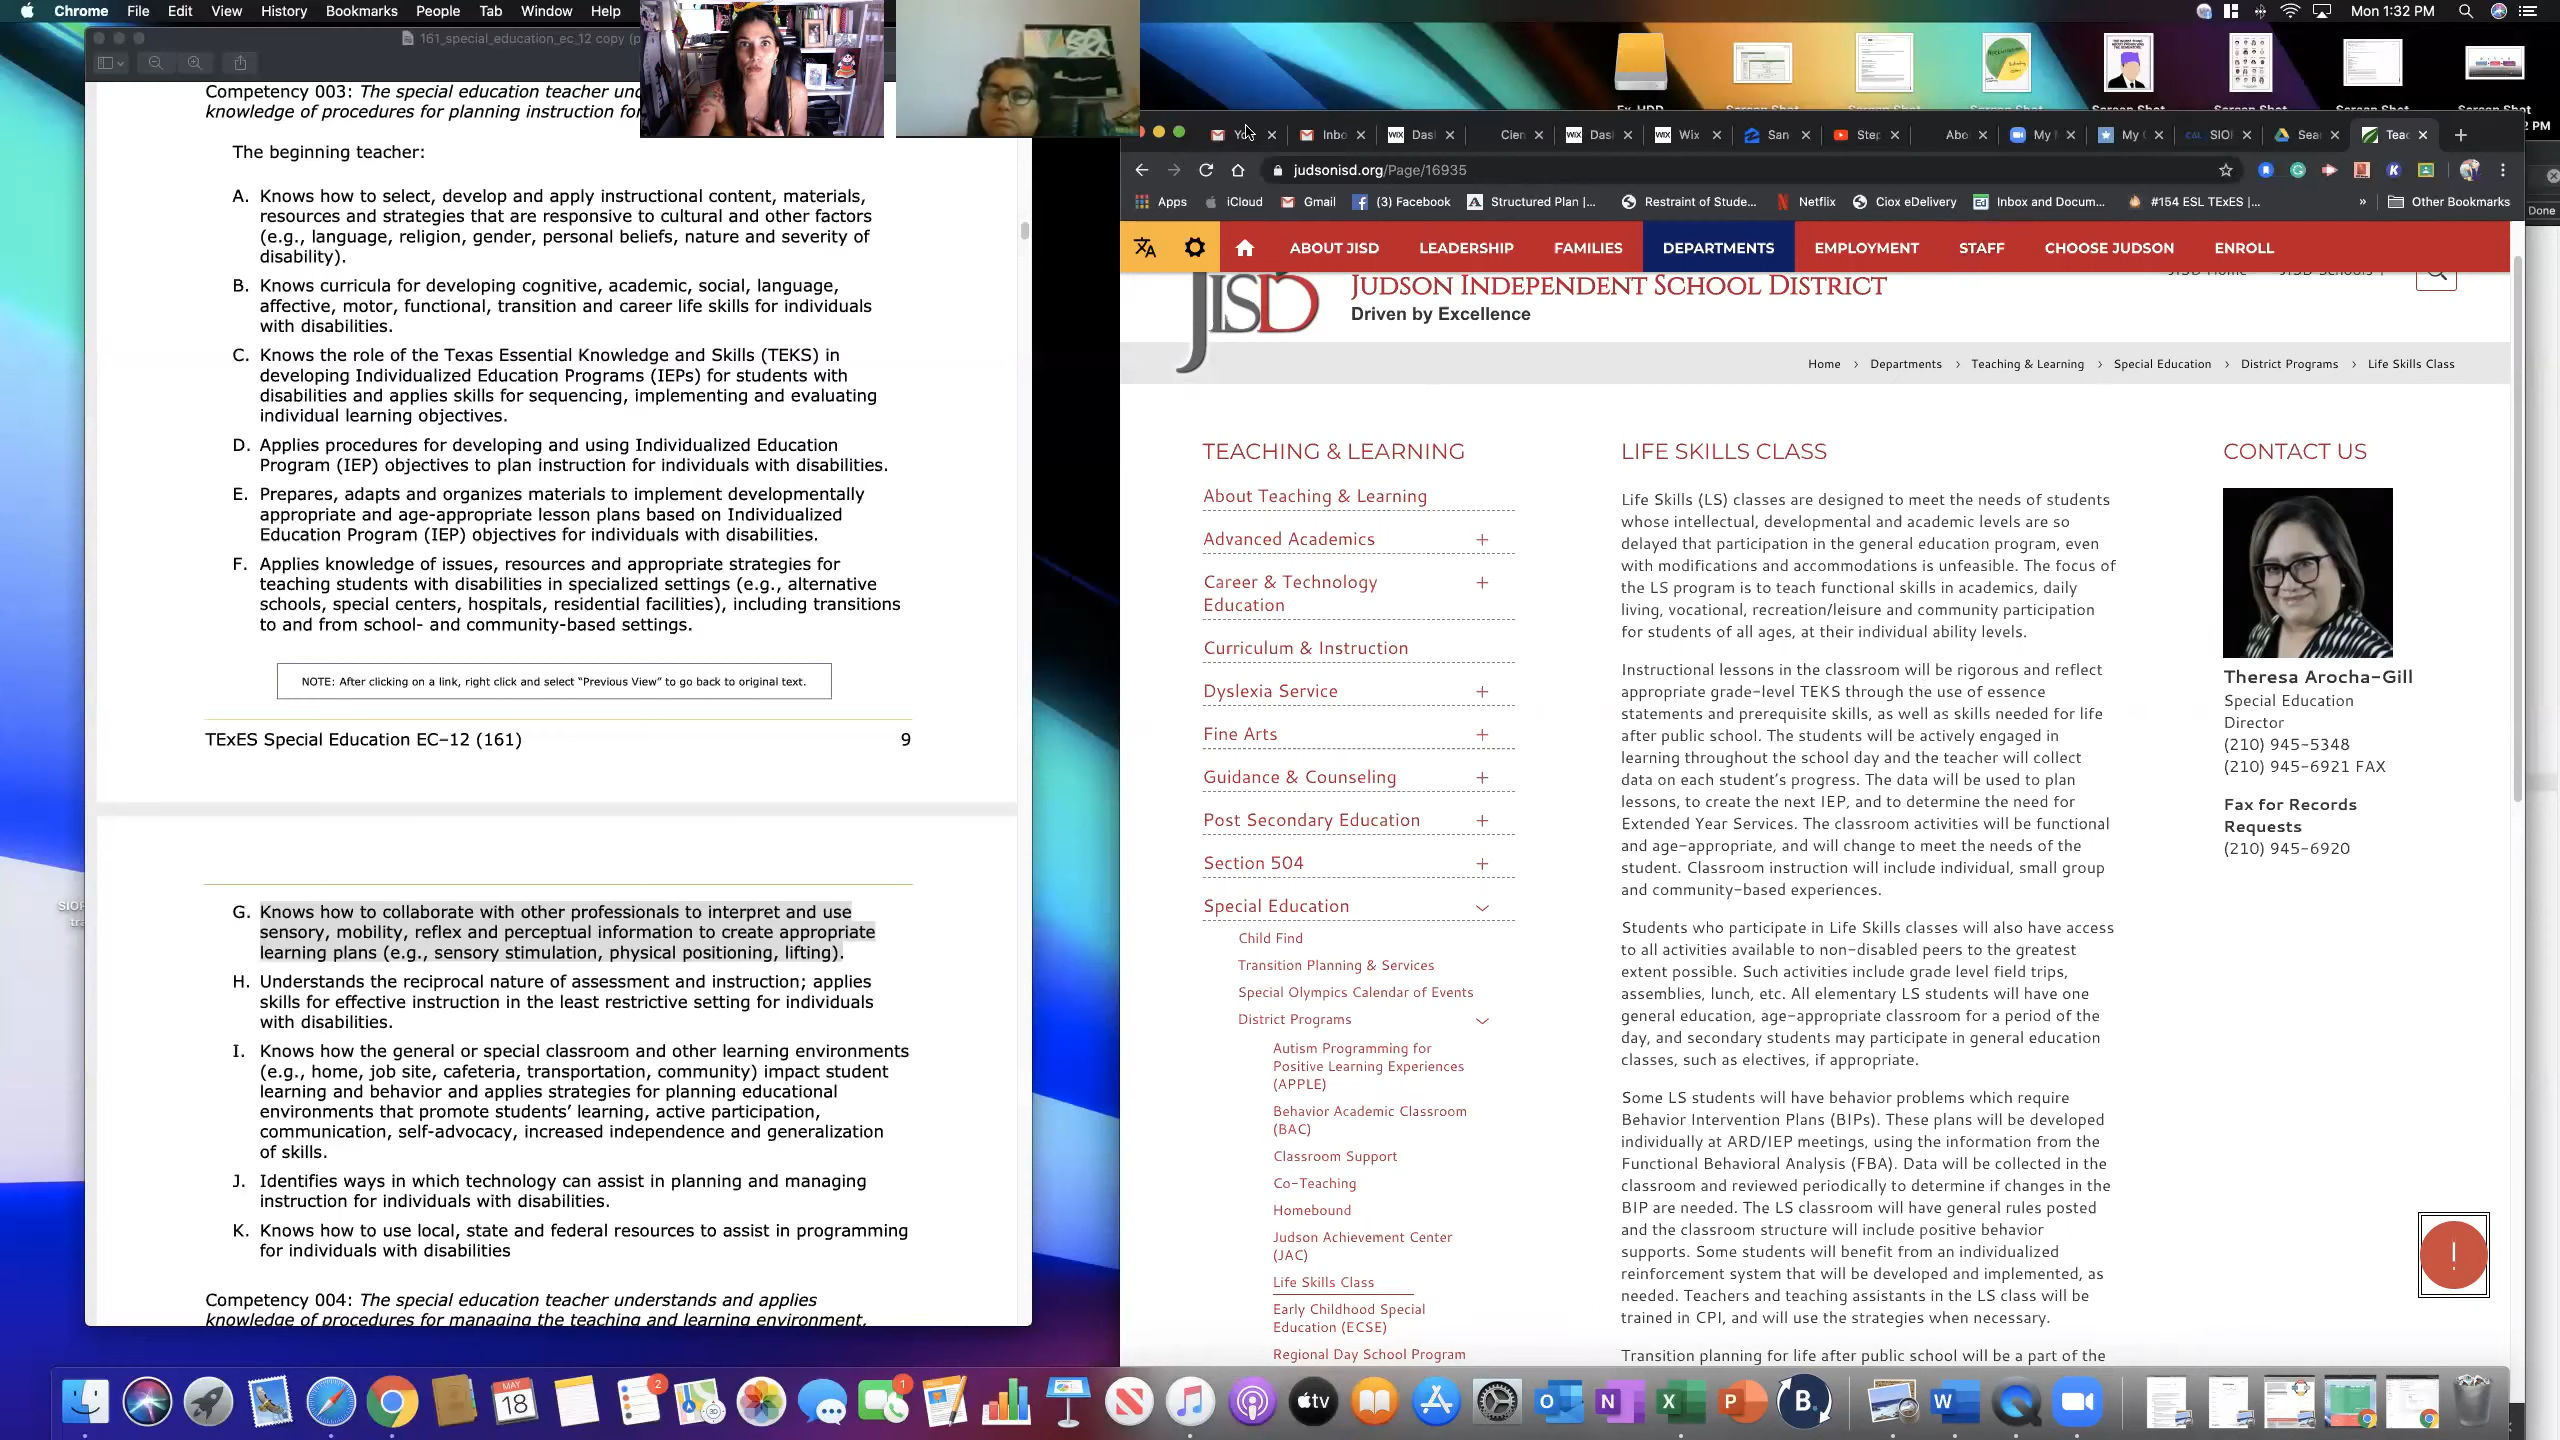 Chrome File Edit View History Bookmarks People Tab Window Help
Mon 1:32 PM
161_special_education_ec_12 copy (p
Competency 003: The special education teacher und
knowledge of procedures for planning instruction for
The beginning teacher:
A. Knows how to select, develop and apply instructional content, materials,
resources and strategies that are responsive to cultural and other factors
(e.g., language, religion, gender, personal beliefs, nature and severity of
disability).
B. Knows curricula for developing cognitive, academic, social, language,
affective, motor, functional, transition and career life skills for individuals
with disabilities.
C. Knows the role of the Texas Essential Knowledge and Skills (TEKS) in
developing Individualized Education Programs (IEPs) for students with
disabilities and applies skills for sequencing, implementing and evaluating
individual learning objectives.
D. Applies procedures for developing and using Individualized Education
Program (IEP) objectives to plan instruction for individuals with disabilities.
E. Prepares, adapts and organizes materials to implement developmentally
appropriate and age-appropriate lesson plans based on Individualized
Education Program (IEP) objectives for individuals with disabilities.
F. Applies knowledge of issues, resources and appropriate strategies for
teaching students with disabilities in specialized settings (e.g., alternative
schools, special centers, hospitals, residential facilities), including transitions
to and from school- and community-based settings.
NOTE: After clicking on a link, right click and select “Previous View” to go back to original text.
TExES Special Education EC–12 (161) 9
G. Knows how to collaborate with other professionals to interpret and use
sensory, mobility, reflex and perceptual information to create appropriate
learning plans (e.g., sensory stimulation, physical positioning, lifting).
H. Understands the reciprocal nature of assessment and instruction; applies
skills for effective instruction in the least restrictive setting for individuals
with disabilities.
I. Knows how the general or special classroom and other learning environments
(e.g., home, job site, cafeteria, transportation, community) impact student
learning and behavior and applies strategies for planning educational
environments that promote students’ learning, active participation,
communication, self-advocacy, increased independence and generalization
of skills.
J. Identifies ways in which technology can assist in planning and managing
instruction for individuals with disabilities.
K. Knows how to use local, state and federal resources to assist in programming
for individuals with disabilities
Competency 004: The special education teacher understands and applies
knowledge of procedures for managing the teaching and learning environment,
Inbo Dasl Clen Dasl Wix San Step Abo My My SIO Sea Teac
judsonisd.org/Page/16935
Apps iCloud Gmail (3) Facebook Structured Plan |... Restraint of Stude... Netflix Ciox eDelivery Inbox and Docum... #154 ESL TExES |... » Other Bookmarks
Done
ABOUT JISD LEADERSHIP FAMILIES DEPARTMENTS EMPLOYMENT STAFF CHOOSE JUDSON ENROLL
JISD
JUDSON INDEPENDENT SCHOOL DISTRICT
Driven by Excellence
Home > Departments > Teaching & Learning > Special Education > District Programs > Life Skills Class
TEACHING & LEARNING
About Teaching & Learning
Advanced Academics +
Career & Technology +
Education
Curriculum & Instruction
Dyslexia Service +
Fine Arts +
Guidance & Counseling +
Post Secondary Education +
Section 504 +
Special Education
Child Find
Transition Planning & Services
Special Olympics Calendar of Events
District Programs
Autism Programming for
Positive Learning Experiences
(APPLE)
Behavior Academic Classroom
(BAC)
Classroom Support
Co-Teaching
Homebound
Judson Achievement Center
(JAC)
Life Skills Class
Early Childhood Special
Education (ECSE)
Regional Day School Program
LIFE SKILLS CLASS
Life Skills (LS) classes are designed to meet the needs of students
whose intellectual, developmental and academic levels are so
delayed that participation in the general education program, even
with modifications and accommodations is unfeasible. The focus of
the LS program is to teach functional skills in academics, daily
living, vocational, recreation/leisure and community participation
for students of all ages, at their individual ability levels.
Instructional lessons in the classroom will be rigorous and reflect
appropriate grade-level TEKS through the use of essence
statements and prerequisite skills, as well as skills needed for life
after public school. The students will be actively engaged in
learning throughout the school day and the teacher will collect
data on each student’s progress. The data will be used to plan
lessons, to create the next IEP, and to determine the need for
Extended Year Services. The classroom activities will be functional
and age-appropriate, and will change to meet the needs of the
student. Classroom instruction will include individual, small group
and community-based experiences.
Students who participate in Life Skills classes will also have access
to all activities available to non-disabled peers to the greatest
extent possible. Such activities include grade level field trips,
assemblies, lunch, etc. All elementary LS students will have one
general education, age-appropriate classroom for a period of the
day, and secondary students may participate in general education
classes, such as electives, if appropriate.
Some LS students will have behavior problems which require
Behavior Intervention Plans (BIPs). These plans will be developed
individually at ARD/IEP meetings, using the information from the
Functional Behavioral Analysis (FBA). Data will be collected in the
classroom and reviewed periodically to determine if changes in the
BIP are needed. The LS classroom will have general rules posted
and the classroom structure will include positive behavior
supports. Some students will benefit from an individualized
reinforcement system that will be developed and implemented, as
needed. Teachers and teaching assistants in the LS class will be
trained in CPI, and will use the strategies when necessary.
Transition planning for life after public school will be a part of the
CONTACT US
Theresa Arocha-Gill
Special Education
Director
(210) 945-5348
(210) 945-6921 FAX
Fax for Records
Requests
(210) 945-6920
MAY
18
2
1
tv